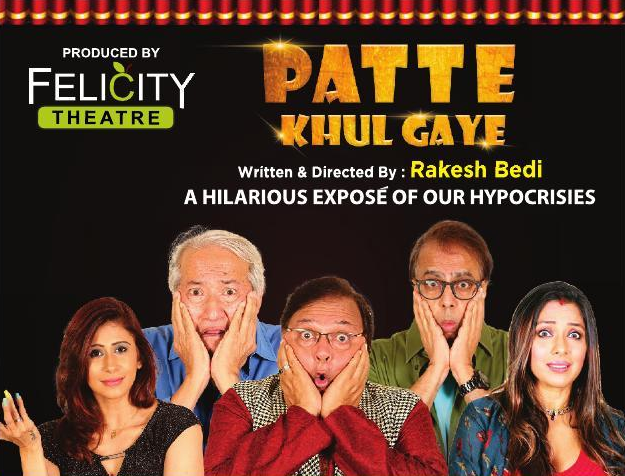 PRODUCED BY
FELICITY
THEATRE
PATTE
KHUL GAYE
Written & Directed By : Rakesh Bedi
A HILARIOUS EXPOSÉ OF OUR HYPOCRISIES